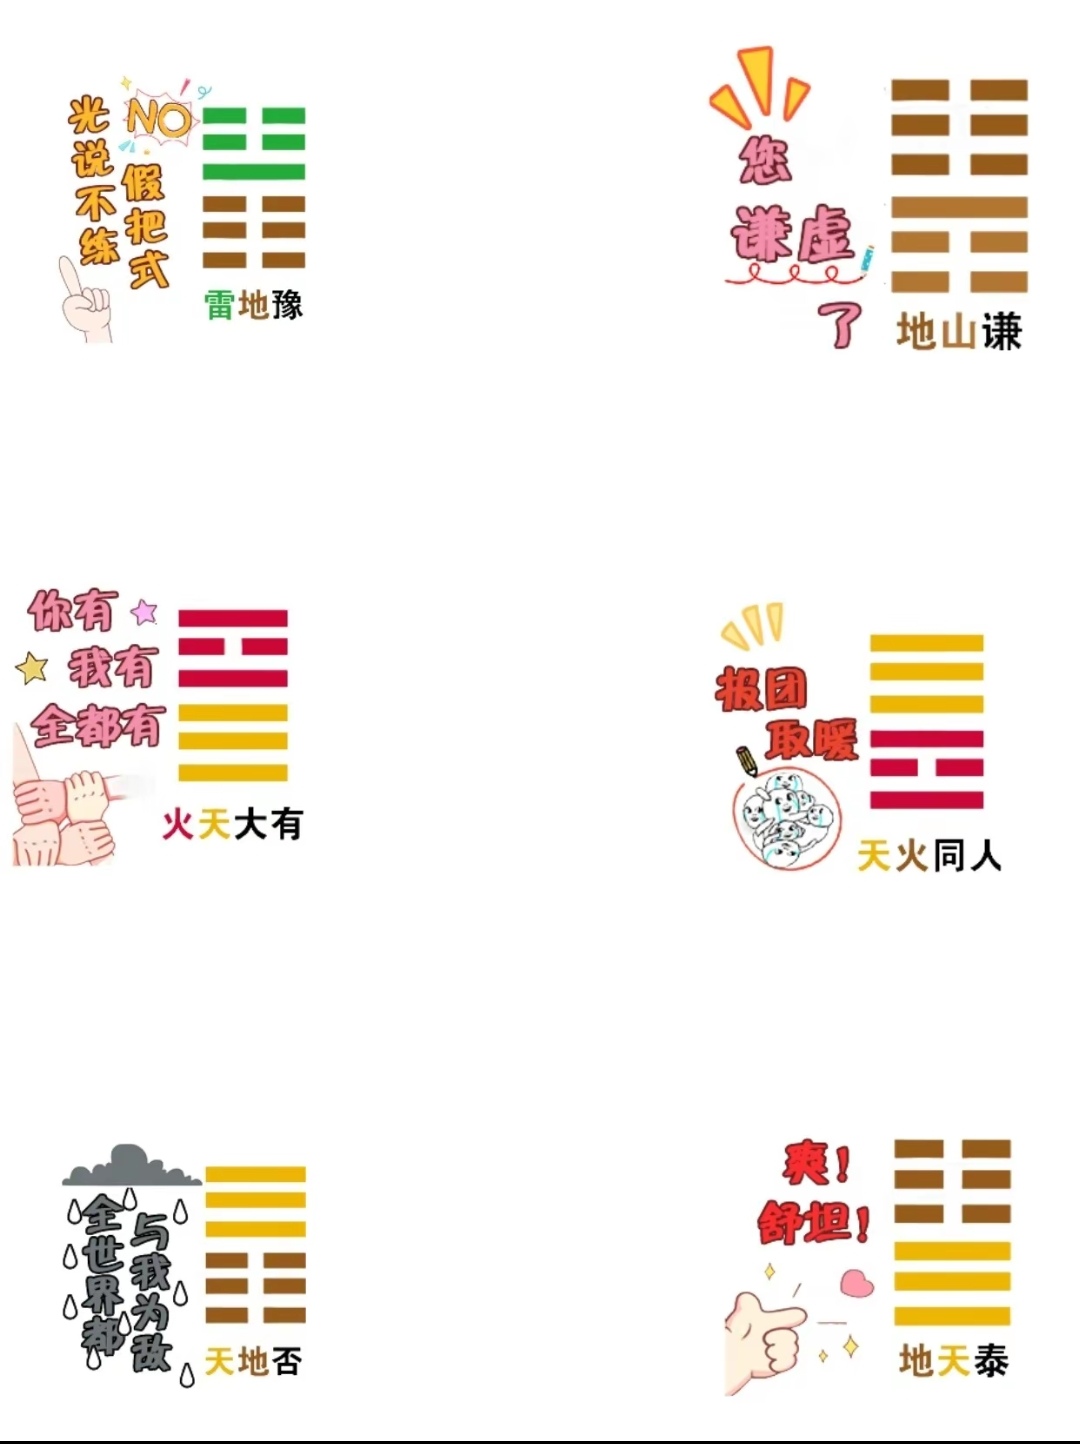 光说不练
NO
假把式
雷地豫
您
谦虚
了
地山谦
你有
我有
全都有
火天大有
报团
取暖
天火同人
全世界都
与我为敌
天地否
爽！
舒坦！
地天泰